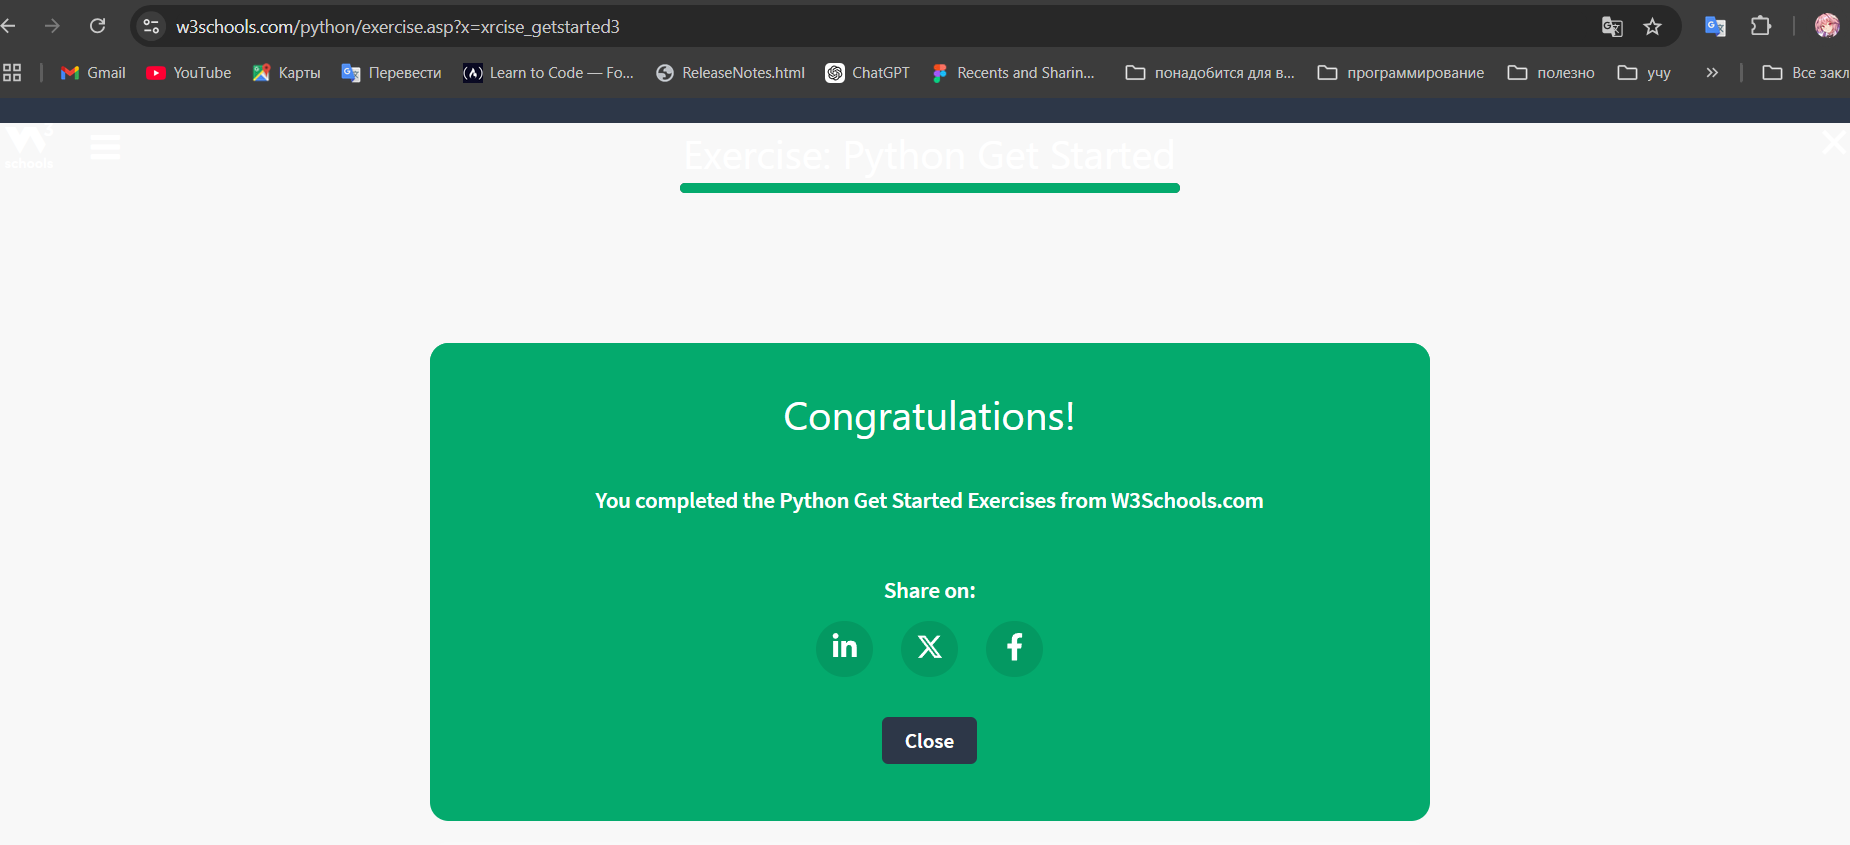 w3schools.com/python/exercise.asp?x=xrcise_getstarted3
Gmail YouTube Карты Перевести Learn to Code — Fo... ReleaseNotes.html ChatGPT Recents and Sharin... понадобится для в... программирование полезно учу » Все закл
W3
schools
Exercise: Python Get Started
Congratulations!
You completed the Python Get Started Exercises from W3Schools.com
Share on:
in X f
Close